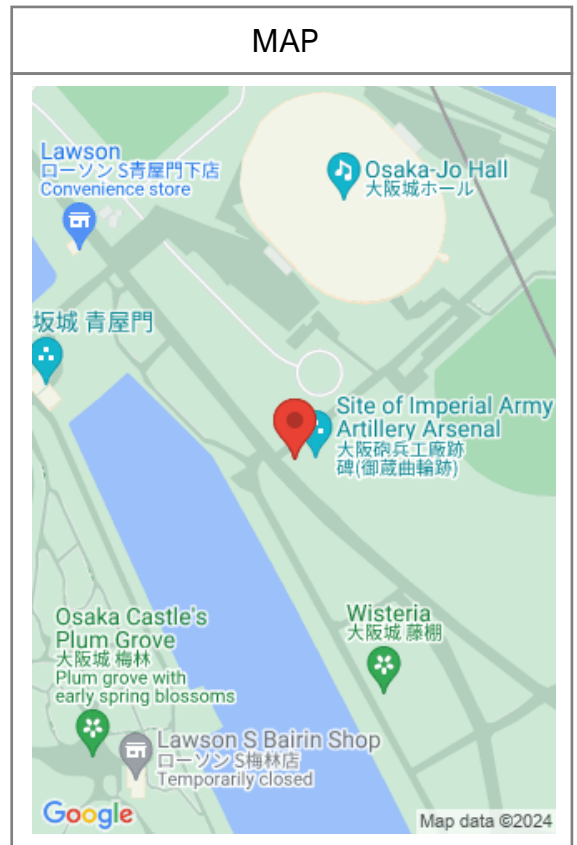 MAP
Lawson
ローソン S青屋門下店
Convenience store
Osaka-Jo Hall
大阪城ホール
坂城 青屋門
Site of Imperial Army
Artillery Arsenal
大阪砲兵工廠跡
碑(御蔵曲輪跡)
Osaka Castle's
Plum Grove
大阪城 梅林
Plum grove with
early spring blossoms
Wisteria
大阪城 藤棚
Lawson S Bairin Shop
ローソン S梅林店
Temporarily closed
Google
Map data ©2024